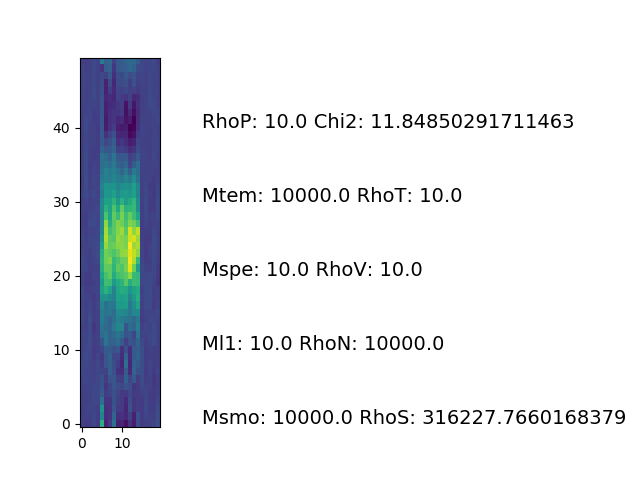 RhoP: 10.0 Chi2: 11.84850291711463
40
Mtem: 10000.0 RhoT: 10.0
30
Mspe: 10.0 RhoV: 10.0
20
Ml1: 10.0 RhoN: 10000.0
10
Msmo: 10000.0 RhoS: 316227.7660168379
0
0 10